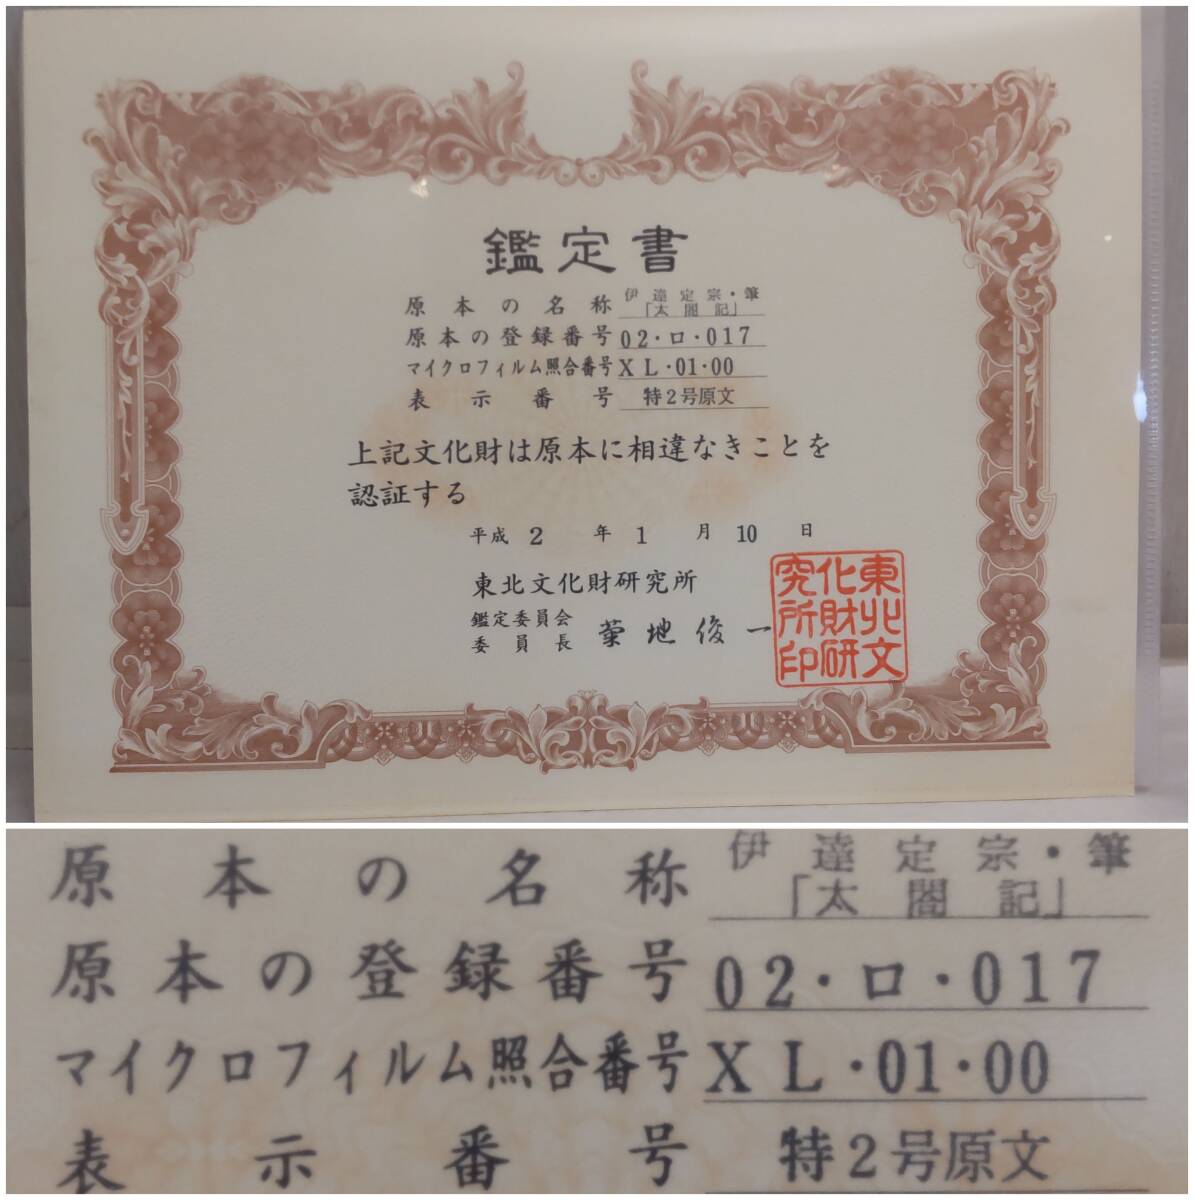 鑑定書
原本の名称 伊達定宗・筆
「太閤記」
原本の登録番号 02・ロ・017
マイクロフィルム照合番号 XL・01・00
表示番号 特2号原文
上記文化財は原本に相違なきことを
認証する
平成 2 年 1 月 10 日
東北文化財研究所
鑑定委員会
委員長 菊地俊一
東北文
化財研
究所印
原本の名称 伊達定宗・筆
「太閤記」
原本の登録番号 02・ロ・017
マイクロフィルム照合番号 XL・01・00
表示番号 特2号原文